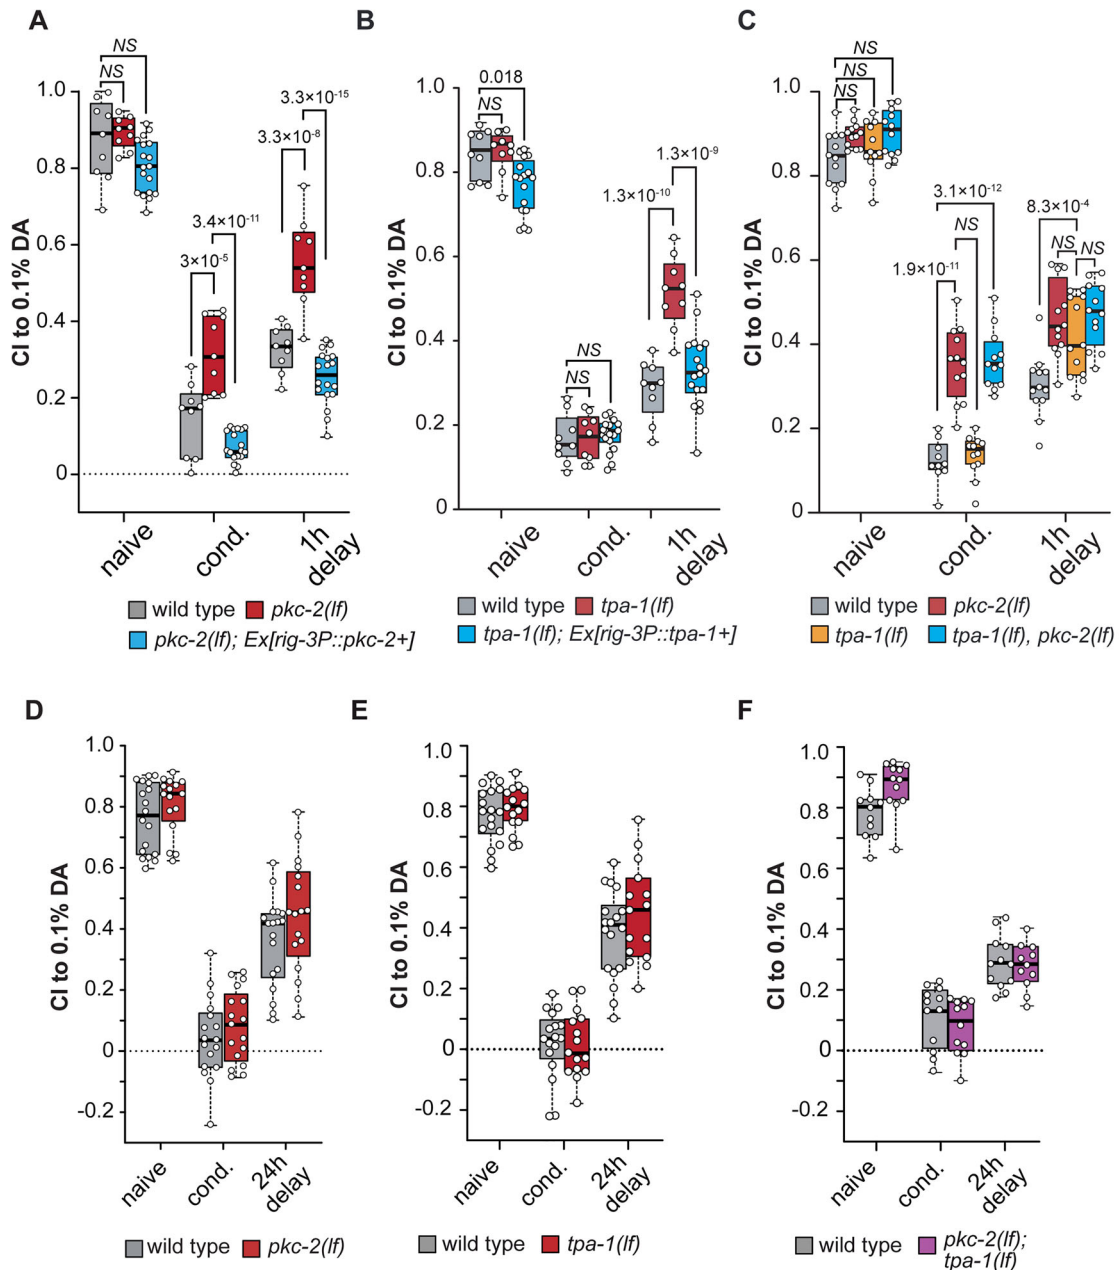 A
NS
NS
3.3×10⁻¹⁵
3.3×10⁻⁸
3.4×10⁻¹¹
3×10⁻⁵
CI to 0.1% DA
1.0
0.8
0.6
0.4
0.2
0
naive
cond.
1h
delay
wild type
pkc-2(lf)
pkc-2(lf); Ex[rig-3P::pkc-2+]
B
0.018
NS
1.3×10⁻⁹
1.3×10⁻¹⁰
NS
NS
CI to 0.1% DA
1.0
0.8
0.6
0.4
0.2
0
naive
cond.
1h
delay
wild type
tpa-1(lf)
tpa-1(lf); Ex[rig-3P::tpa-1+]
C
NS
NS
NS
3.1×10⁻¹²
NS
1.9×10⁻¹¹
8.3×10⁻⁴
NS
NS
CI to 0.1% DA
1.0
0.8
0.6
0.4
0.2
0
naive
cond.
1h
delay
wild type
pkc-2(lf)
tpa-1(lf)
tpa-1(lf), pkc-2(lf)
D
CI to 0.1% DA
1.0
0.8
0.6
0.4
0.2
0
-0.2
naive
cond.
24h
delay
wild type
pkc-2(lf)
E
CI to 0.1% DA
1.0
0.8
0.6
0.4
0.2
0
-0.2
naive
cond.
24h
delay
wild type
tpa-1(lf)
F
CI to 0.1% DA
1.0
0.8
0.6
0.4
0.2
0
-0.2
naive
cond.
24h
delay
wild type
pkc-2(lf);
tpa-1(lf)